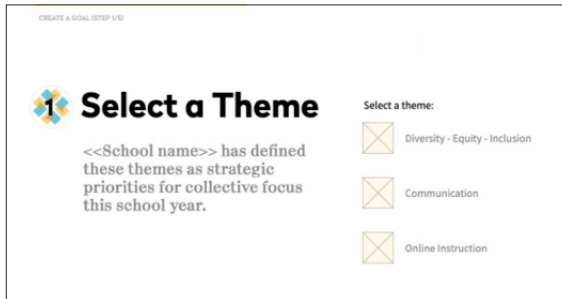 CREATE A GOAL (STEP 1/5)
1 Select a Theme
<<School name>> has defined
these themes as strategic
priorities for collective focus
this school year.
Select a theme:
Diversity - Equity - Inclusion
Communication
Online Instruction